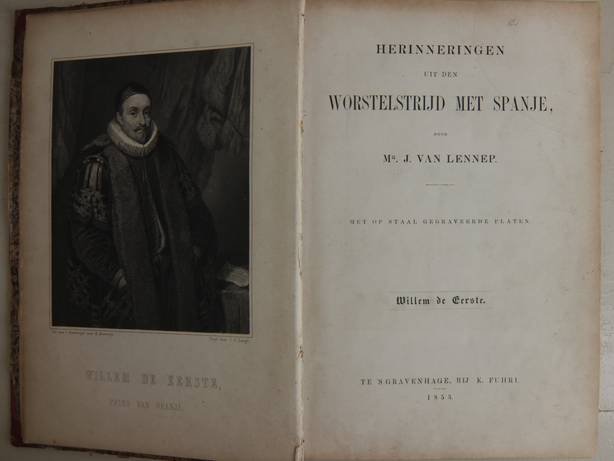 WILLEM DE EERSTE,
PRINS VAN ORANJE.
HERINNERINGEN
UIT DEN
WORSTELSTRIJD MET SPANJE,
DOOR
Mr. J. VAN LENNEP.
MET OP STAAL GEGRAVEERDE PLATEN.
Willem de Eerste.
TE 'S GRAVENHAGE, BIJ K. FUHRI.
1853.